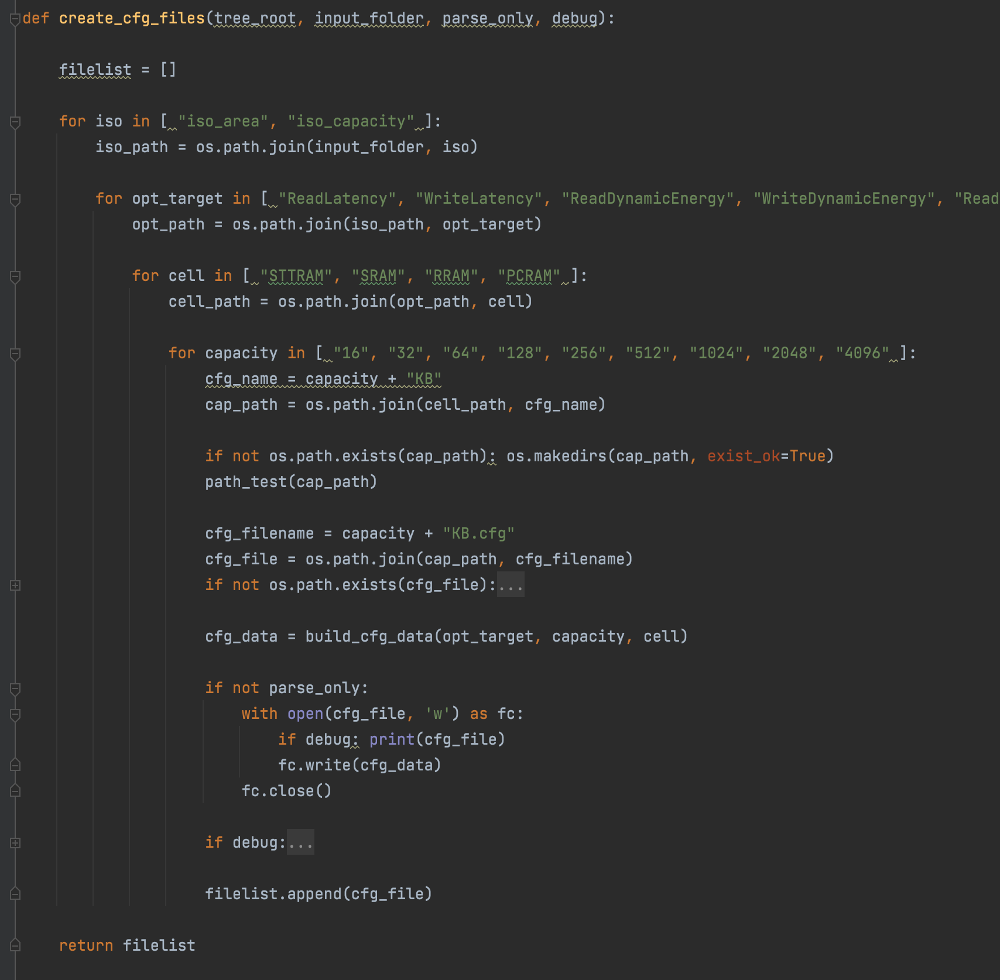 def create_cfg_files(tree_root, input_folder, parse_only, debug):
filelist = []
for iso in [ "iso_area", "iso_capacity" ]:
iso_path = os.path.join(input_folder, iso)
for opt_target in [ "ReadLatency", "WriteLatency", "ReadDynamicEnergy", "WriteDynamicEnergy", "Read
opt_path = os.path.join(iso_path, opt_target)
for cell in [ "STTRAM", "SRAM", "RRAM", "PCRAM" ]:
cell_path = os.path.join(opt_path, cell)
for capacity in [ "16", "32", "64", "128", "256", "512", "1024", "2048", "4096" ]:
cfg_name = capacity + "KB"
cap_path = os.path.join(cell_path, cfg_name)
if not os.path.exists(cap_path): os.makedirs(cap_path, exist_ok=True)
path_test(cap_path)
cfg_filename = capacity + "KB.cfg"
cfg_file = os.path.join(cap_path, cfg_filename)
if not os.path.exists(cfg_file):...
cfg_data = build_cfg_data(opt_target, capacity, cell)
if not parse_only:
with open(cfg_file, 'w') as fc:
if debug: print(cfg_file)
fc.write(cfg_data)
fc.close()
if debug:...
filelist.append(cfg_file)
return filelist